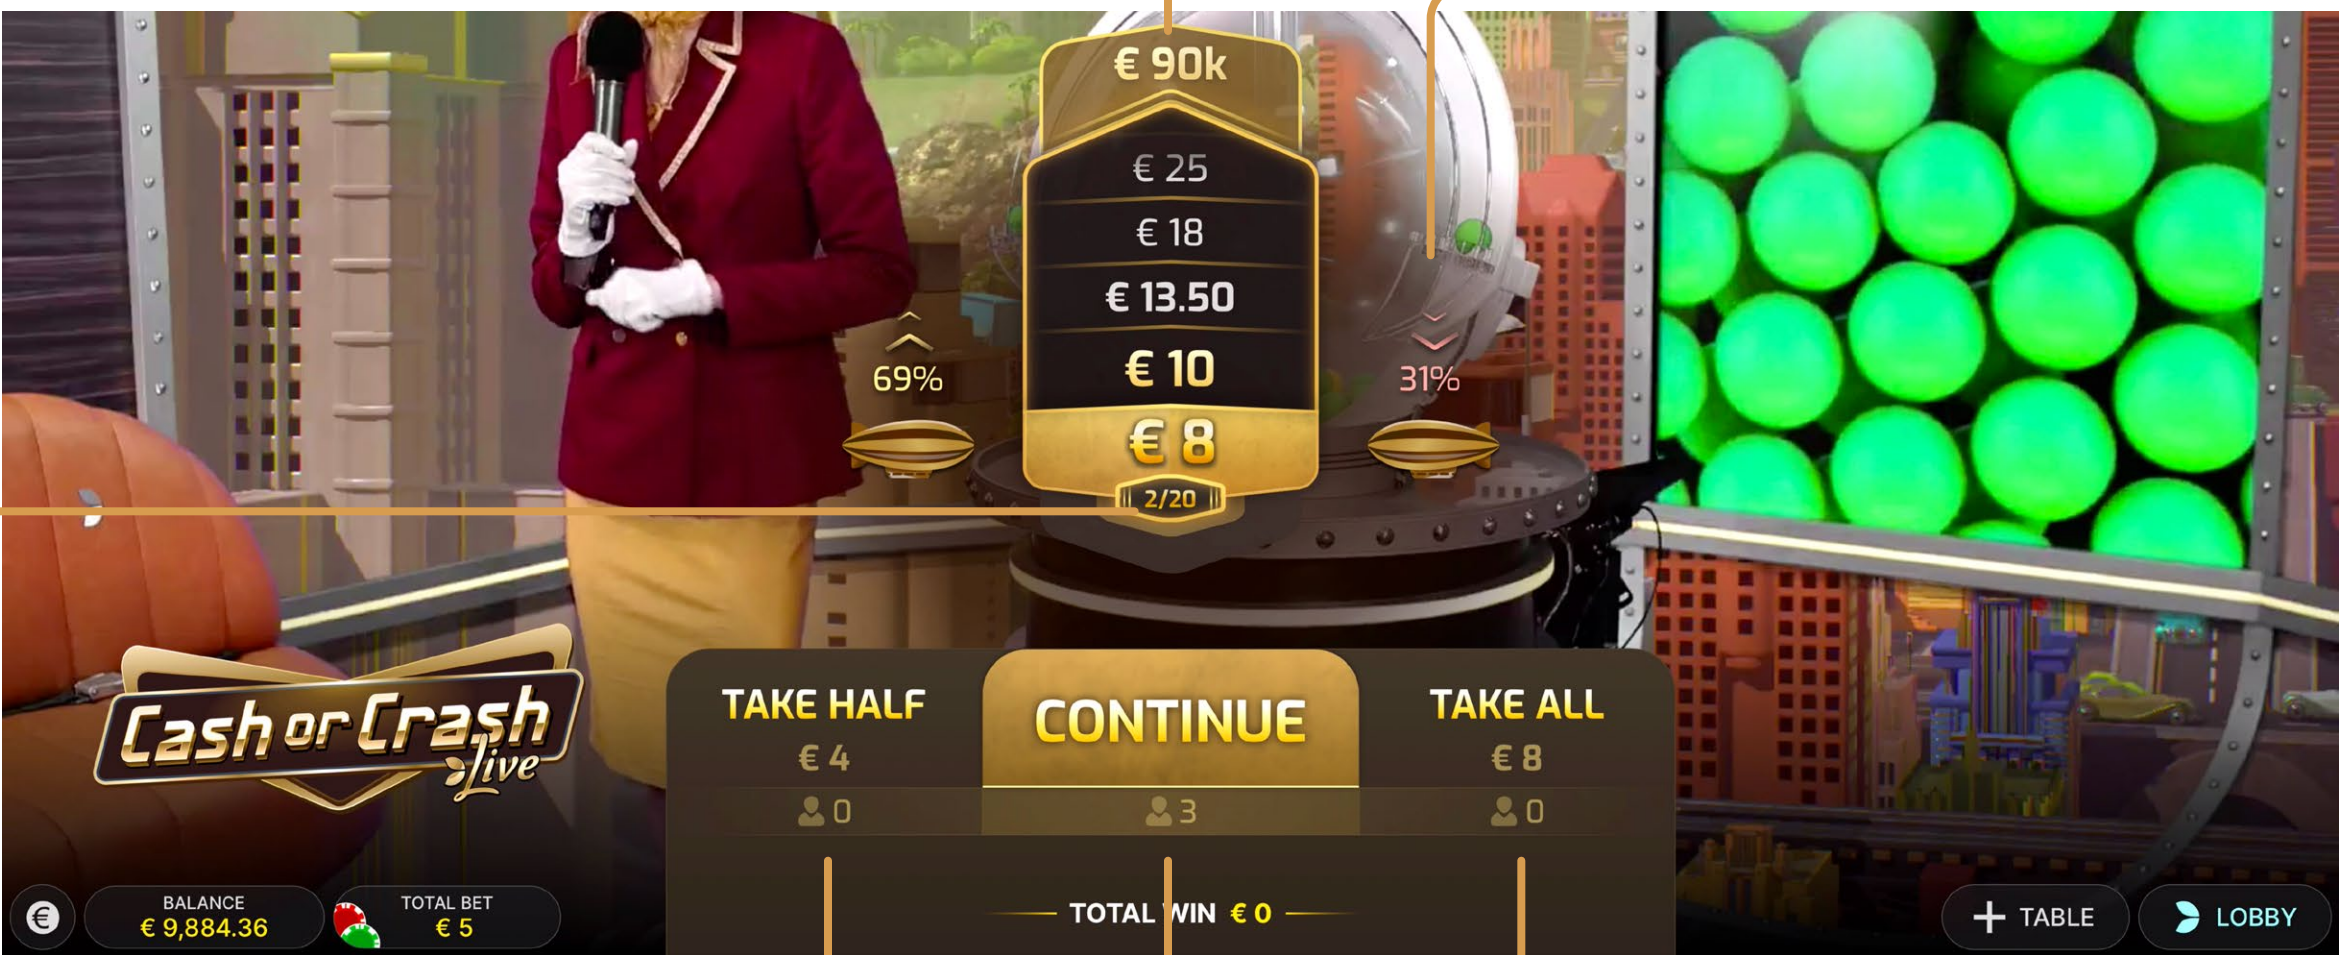 € 90k
€ 25
€ 18
€ 13.50
€ 10
69%
31%
€ 8
2/20
TAKE HALF
€ 4
0
CONTINUE
3
TAKE ALL
€ 8
0
Cash or Crash
Live
BALANCE
€ 9,884.36
TOTAL BET
€ 5
TOTAL WIN € 0
TABLE
LOBBY